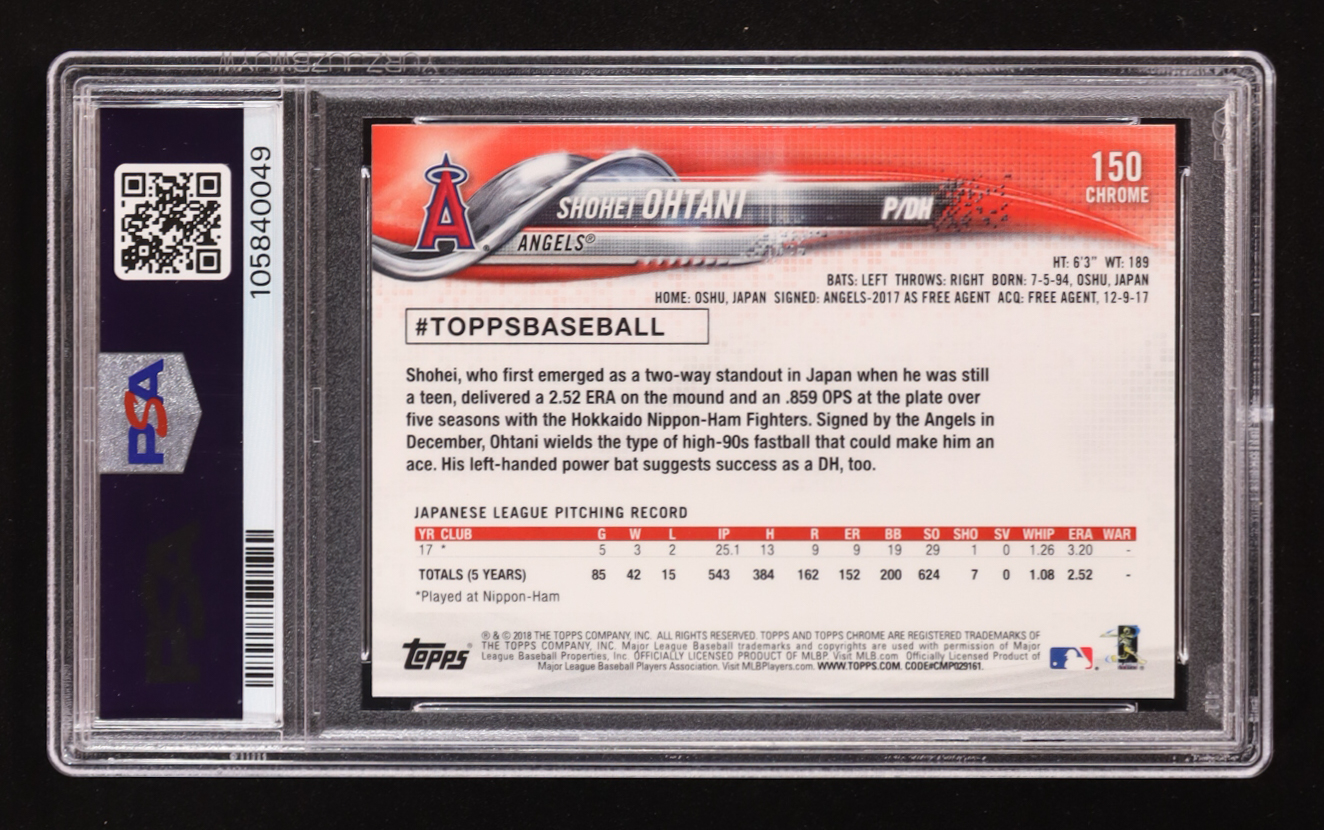 105840049
PSA
PSA
A
SHOHEI OHTANI
P/DH
ANGELS®
150
CHROME
HT: 6'3" WT: 189
BATS: LEFT THROWS: RIGHT BORN: 7-5-94, OSHU, JAPAN
HOME: OSHU, JAPAN SIGNED: ANGELS-2017 AS FREE AGENT ACQ: FREE AGENT, 12-9-17
#TOPPSBASEBALL
Shohei, who first emerged as a two-way standout in Japan when he was still
a teen, delivered a 2.52 ERA on the mound and an .859 OPS at the plate over
five seasons with the Hokkaido Nippon-Ham Fighters. Signed by the Angels in
December, Ohtani wields the type of high-90s fastball that could make him an
ace. His left-handed power bat suggests success as a DH, too.
JAPANESE LEAGUE PITCHING RECORD
YR CLUB G W L IP H R ER BB SO SHO SV WHIP ERA WAR
17 * 5 3 2 25.1 13 9 9 19 29 1 0 1.26 3.20 -
TOTALS (5 YEARS) 85 42 15 543 384 162 152 200 624 7 0 1.08 2.52 -
*Played at Nippon-Ham
topps
® & © 2018 THE TOPPS COMPANY, INC. ALL RIGHTS RESERVED. TOPPS AND TOPPS CHROME ARE REGISTERED TRADEMARKS OF
THE TOPPS COMPANY, INC. Major League Baseball trademarks and copyrights are used with permission of Major
League Baseball Properties, Inc. OFFICIALLY LICENSED PRODUCT OF MLBP. Visit MLB.com Officially Licensed Product of
Major League Baseball Players Association. Visit MLBPlayers.com. WWW.TOPPS.COM. CODE#CMP029161.